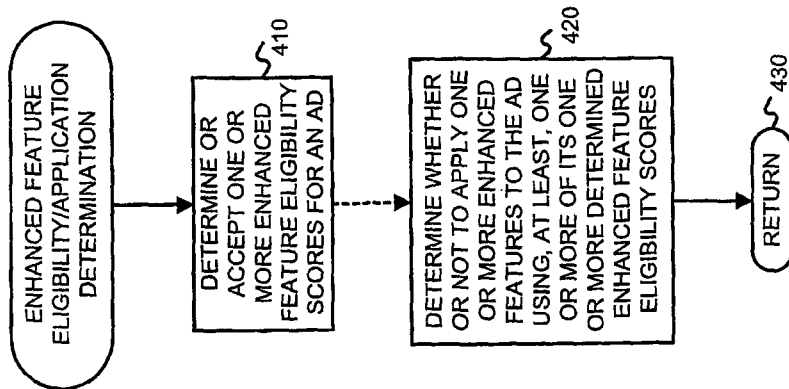 ENHANCED FEATURE
ELIGIBILITY/APPLICATION
DETERMINATION
DETERMINE OR
ACCEPT ONE OR
MORE ENHANCED
FEATURE ELIGIBILITY
SCORES FOR AN AD
410
DETERMINE WHETHER
OR NOT TO APPLY ONE
OR MORE ENHANCED
FEATURES TO THE AD
USING, AT LEAST, ONE
OR MORE OF ITS ONE
OR MORE DETERMINED
ENHANCED FEATURE
ELIGIBILITY SCORES
420
RETURN
430